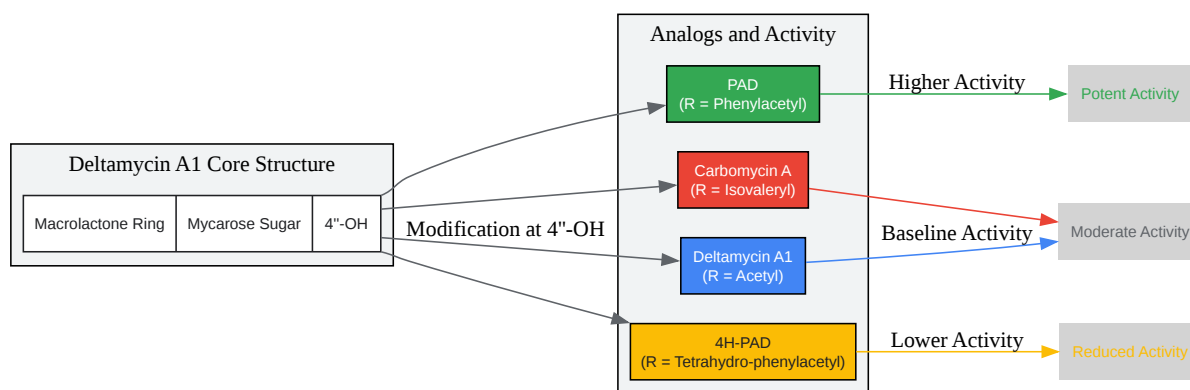 Analogs and Activity
PAD
(R = Phenylacetyl)
Higher Activity
Potent Activity
Deltamycin A1 Core Structure
Macrolactone Ring
Mycarose Sugar
4"-OH
Carbomycin A
(R = Isovaleryl)
Modification at 4"-OH
Baseline Activity
Moderate Activity
Deltamycin A1
(R = Acetyl)
4H-PAD
(R = Tetrahydro-phenylacetyl)
Lower Activity
Reduced Activity